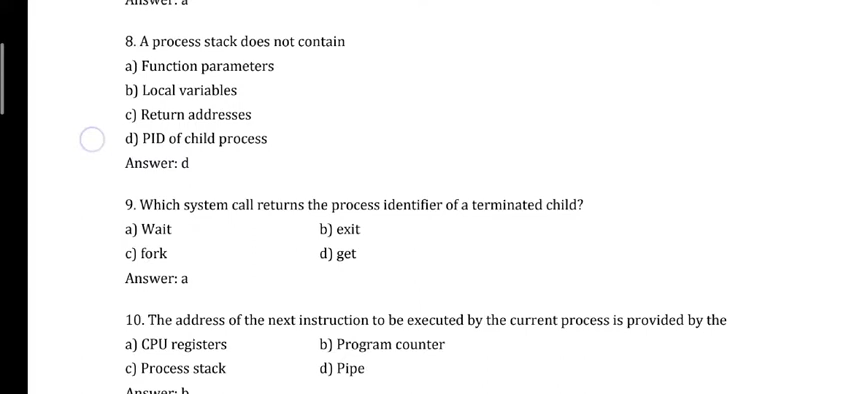 Answer: a
8. A process stack does not contain
a) Function parameters
b) Local variables
c) Return addresses
d) PID of child process
Answer: d
9. Which system call returns the process identifier of a terminated child?
a) Wait b) exit
c) fork d) get
Answer: a
10. The address of the next instruction to be executed by the current process is provided by the
a) CPU registers b) Program counter
c) Process stack d) Pipe
Answer: b